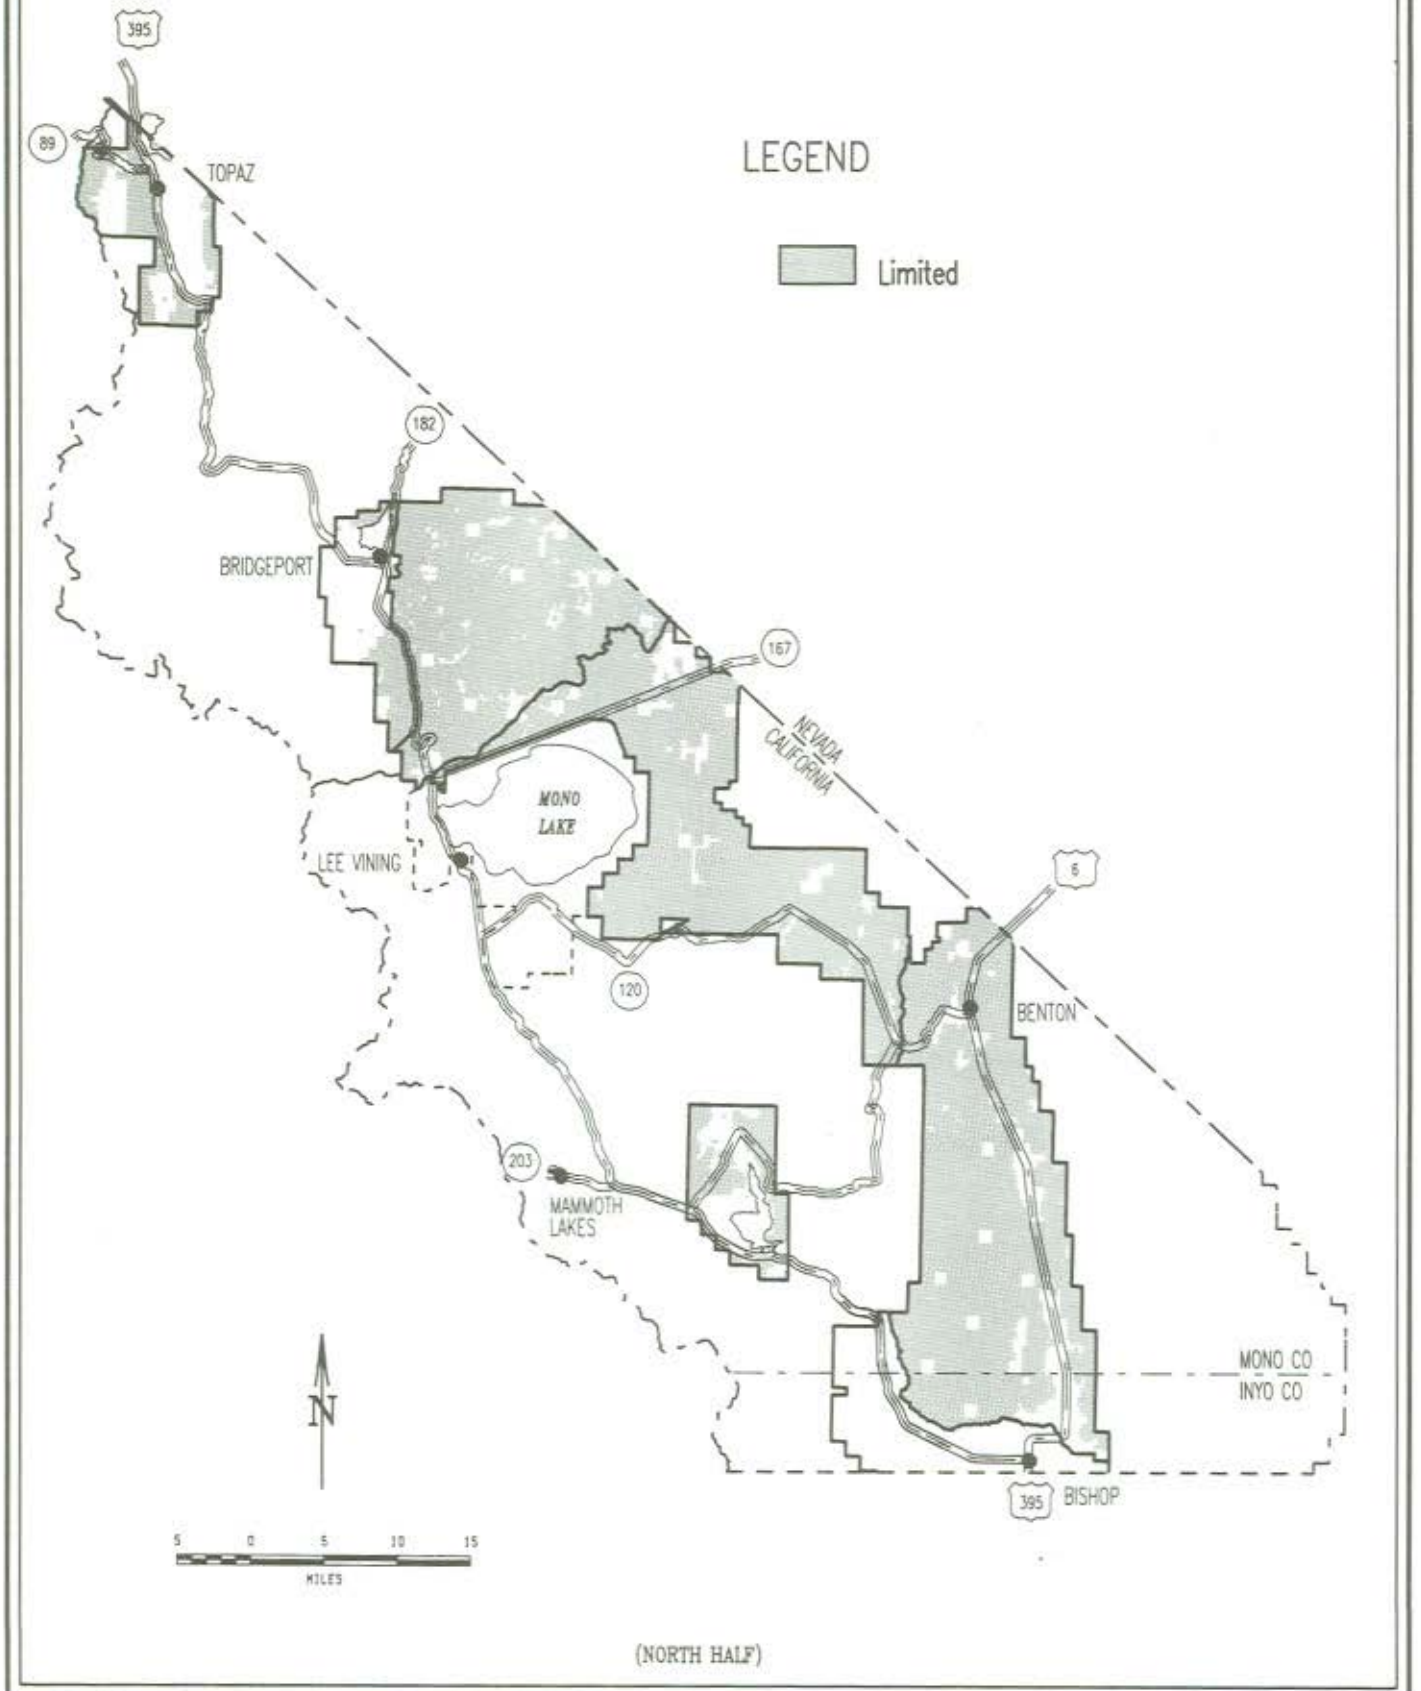 395
89
TOPAZ
LEGEND
Limited
182
BRIDGEPORT
167
NEVADA
CALIFORNIA
MONO
LAKE
LEE VINING
6
120
BENTON
203
MAMMOTH
LAKES
MONO CO
INYO CO
N
395
BISHOP
5 0 5 10 15
MILES
(NORTH HALF)